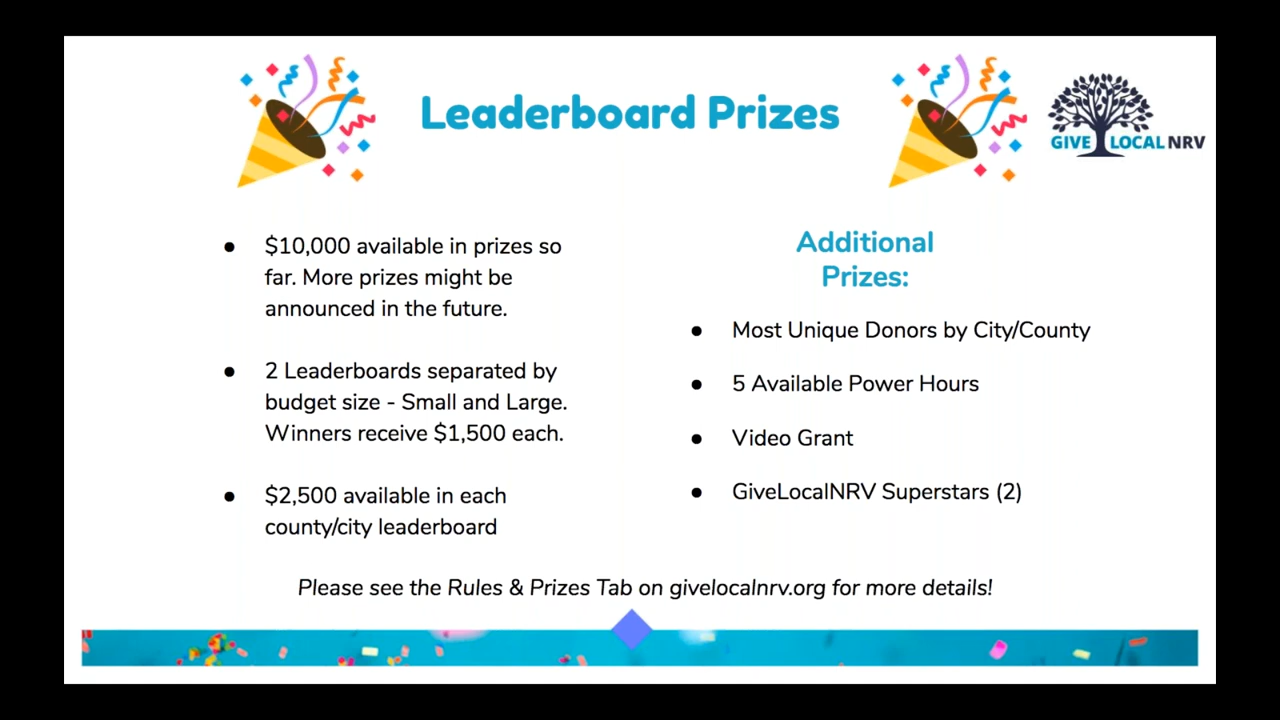 Leaderboard Prizes
GIVE LOCAL NRV
● $10,000 available in prizes so
far. More prizes might be
announced in the future.
● 2 Leaderboards separated by
budget size - Small and Large.
Winners receive $1,500 each.
● $2,500 available in each
county/city leaderboard
Additional
Prizes:
● Most Unique Donors by City/County
● 5 Available Power Hours
● Video Grant
● GiveLocalNRV Superstars (2)
Please see the Rules & Prizes Tab on givelocalnrv.org for more details!